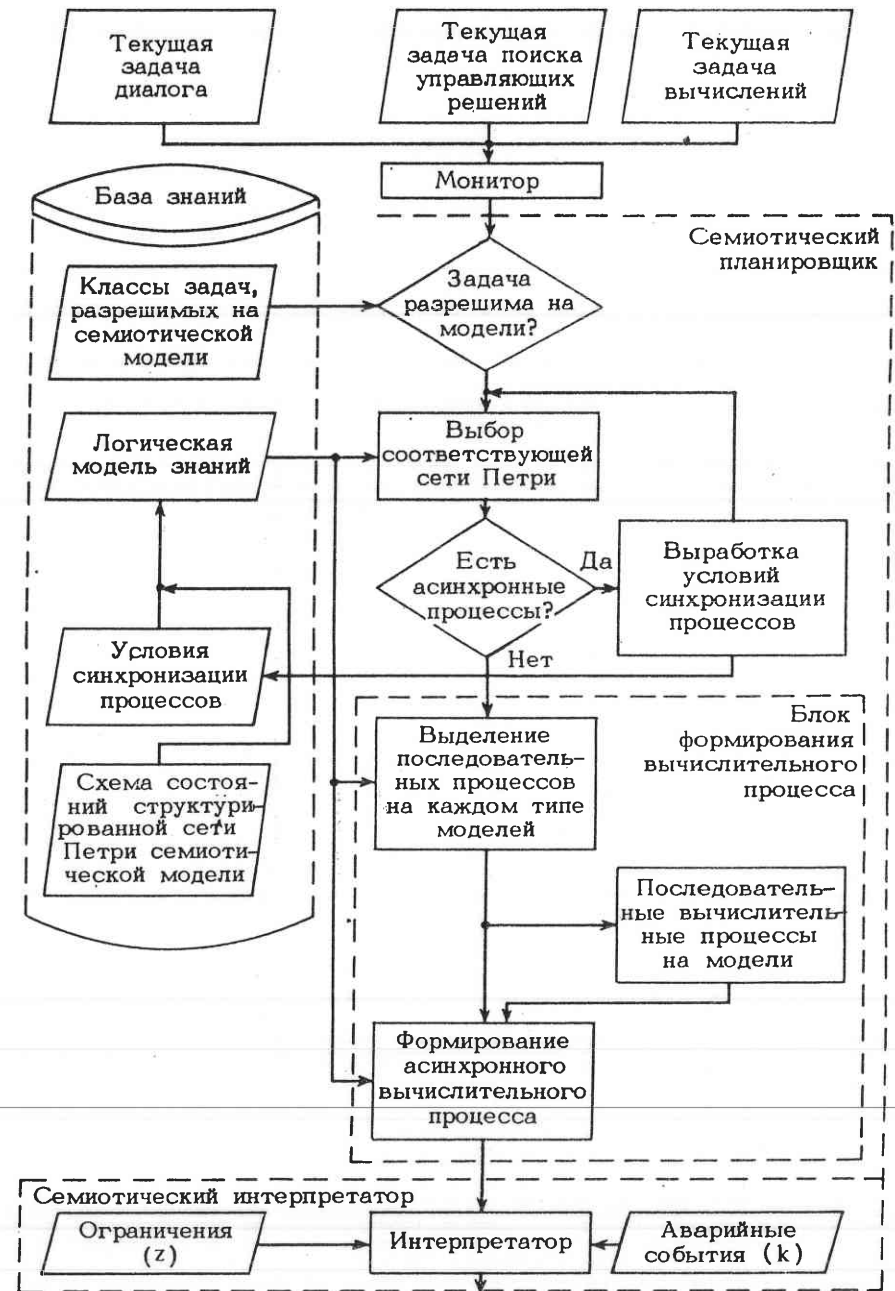 Текущая
задача
диалога
Текущая
задача поиска
управляющих
решений
Текущая
задача
вычислений
Монитор
База знаний
Семиотический
планировщик
Классы задач,
разрешимых на
семиотической
модели
Задача
разрешима на
модели?
Логическая
модель знаний
Выбор
соответствующей
сети Петри
Есть
асинхронные
процессы?
Да
Выработка
условий
синхронизации
процессов
Нет
Условия
синхронизации
процессов
Блок
формирования
вычислительного
процесса
Выделение
последователь-
ных процессов
на каждом типе
моделей
Схема состоя-
ний структури-
рованной сети
Петри семиоти-
ческой модели
Последователь-
ные вычислитель-
ные процессы
на модели
Формирование
асинхронного
вычислительного
процесса
Семиотический интерпретатор
Ограничения
(z)
Интерпретатор
Аварийные
события (k)